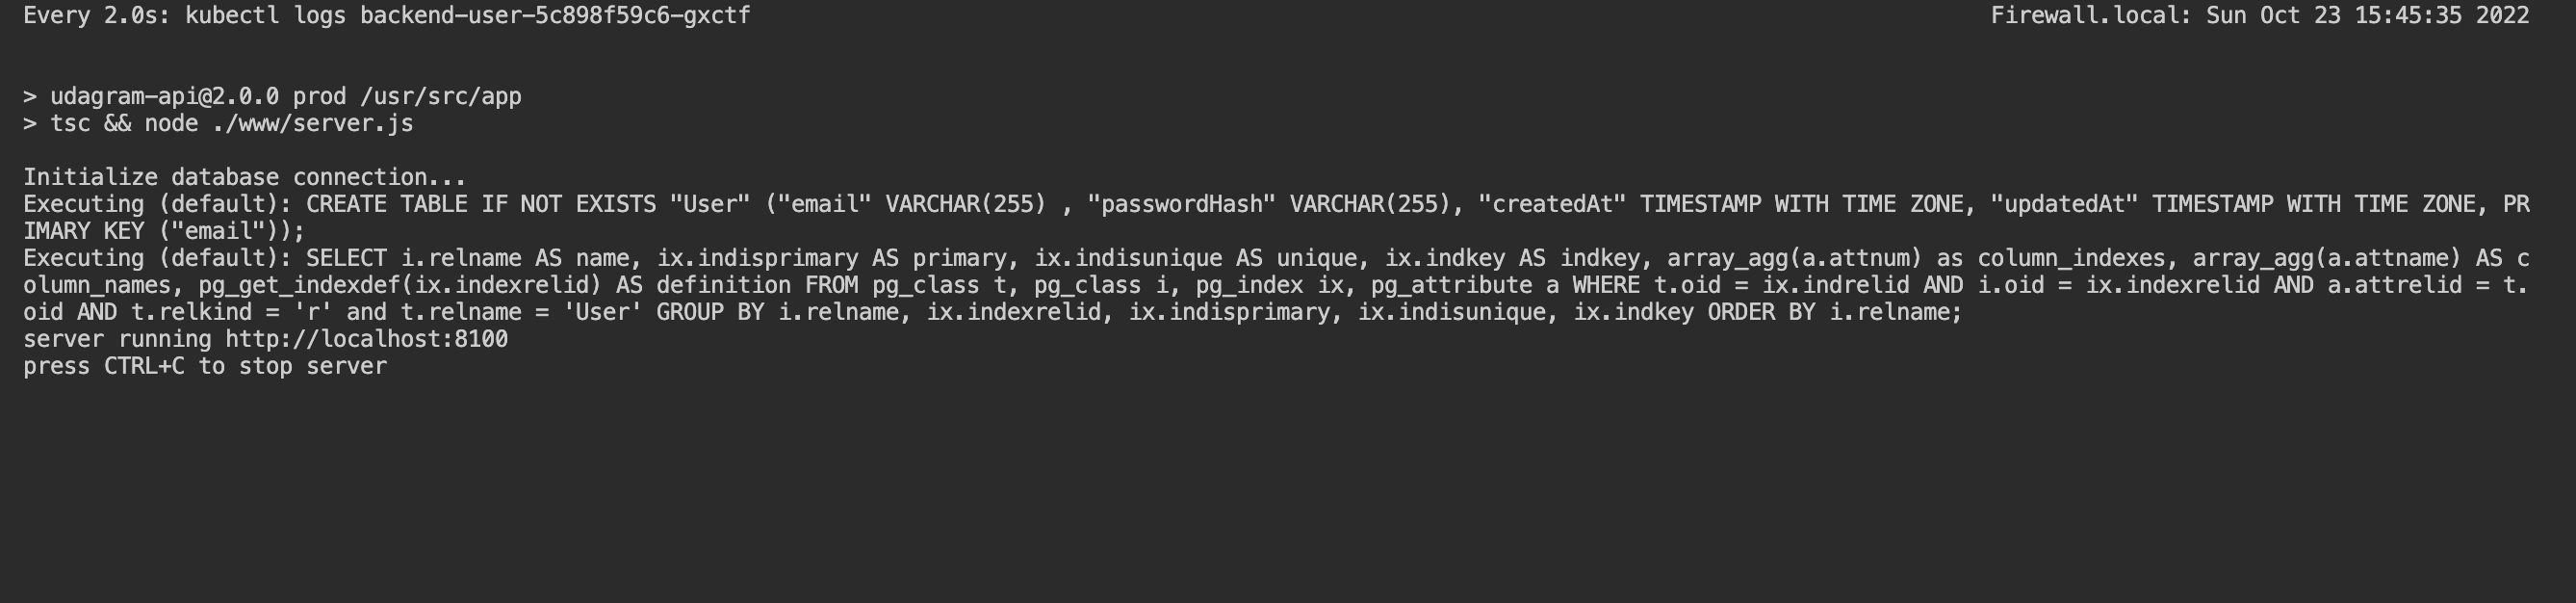 Every 2.0s: kubectl logs backend-user-5c898f59c6-gxctf Firewall.local: Sun Oct 23 15:45:35 2022
> udagram-api@2.0.0 prod /usr/src/app
> tsc && node ./www/server.js
Initialize database connection...
Executing (default): CREATE TABLE IF NOT EXISTS "User" ("email" VARCHAR(255) , "passwordHash" VARCHAR(255), "createdAt" TIMESTAMP WITH TIME ZONE, "updatedAt" TIMESTAMP WITH TIME ZONE, PR
IMARY KEY ("email"));
Executing (default): SELECT i.relname AS name, ix.indisprimary AS primary, ix.indisunique AS unique, ix.indkey AS indkey, array_agg(a.attnum) as column_indexes, array_agg(a.attname) AS c
olumn_names, pg_get_indexdef(ix.indexrelid) AS definition FROM pg_class t, pg_class i, pg_index ix, pg_attribute a WHERE t.oid = ix.indrelid AND i.oid = ix.indexrelid AND a.attrelid = t.
oid AND t.relkind = 'r' and t.relname = 'User' GROUP BY i.relname, ix.indexrelid, ix.indisprimary, ix.indisunique, ix.indkey ORDER BY i.relname;
server running http://localhost:8100
press CTRL+C to stop server